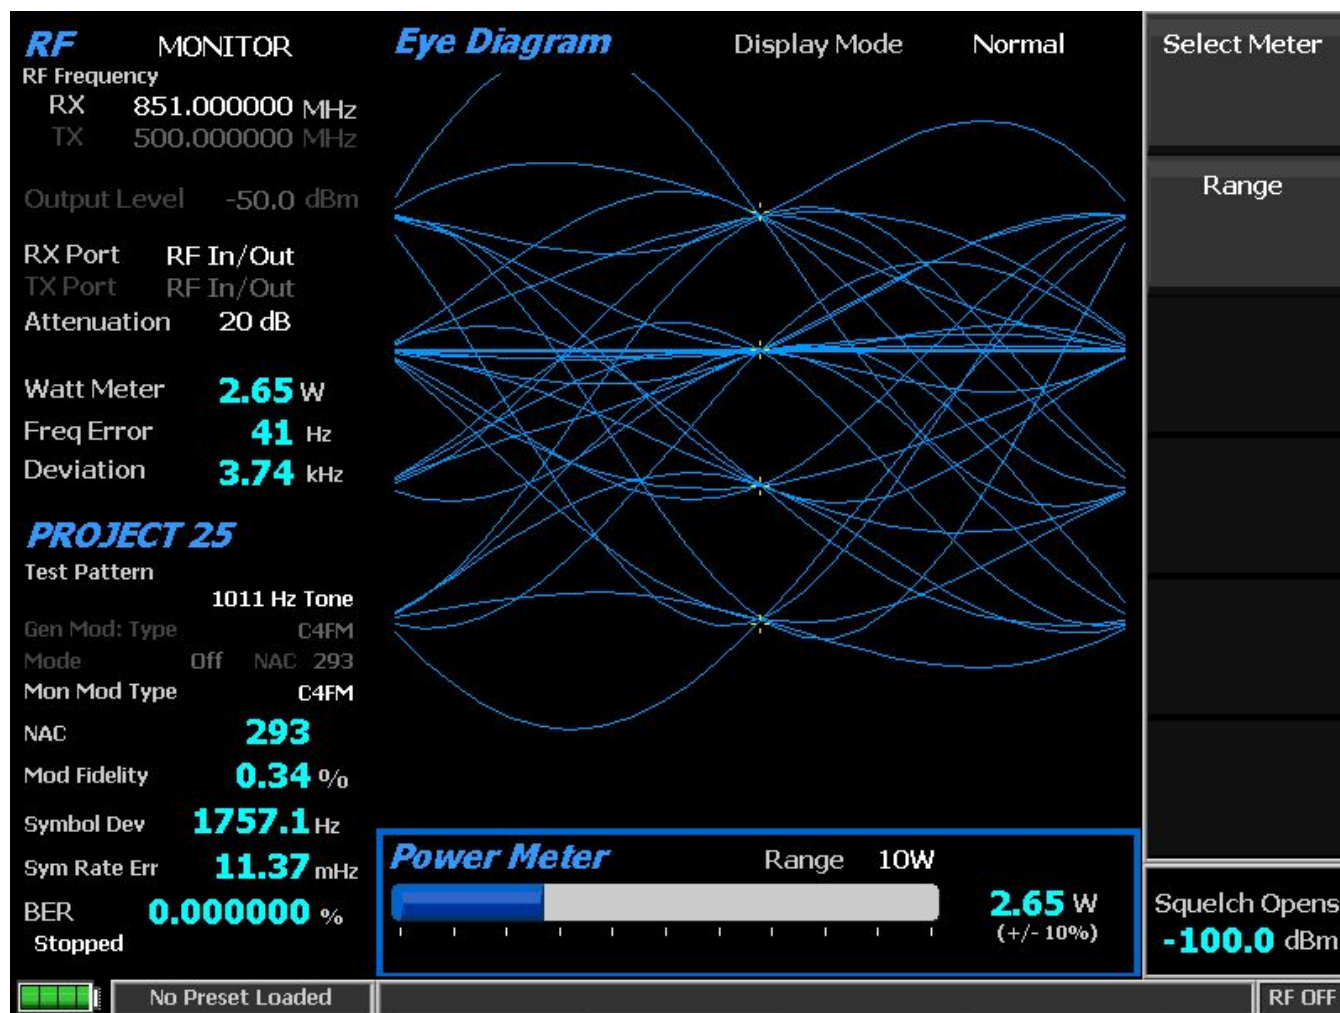 RF MONITOR
RF Frequency
RX 851.000000 MHz
TX 500.000000 MHz
Output Level -50.0 dBm
RX Port RF In/Out
TX Port RF In/Out
Attenuation 20 dB
Watt Meter 2.65 W
Freq Error 41 Hz
Deviation 3.74 kHz
PROJECT 25
Test Pattern
1011 Hz Tone
Gen Mod: Type C4FM
Mode Off NAC 293
Mon Mod Type C4FM
NAC 293
Mod Fidelity 0.34 %
Symbol Dev 1757.1 Hz
Sym Rate Err 11.37 mHz
BER 0.000000 %
Stopped
Eye Diagram Display Mode Normal
Power Meter Range 10W
2.65 W
(+/- 10%)
Select Meter
Range
Squelch Opens
-100.0 dBm
No Preset Loaded
RF OFF